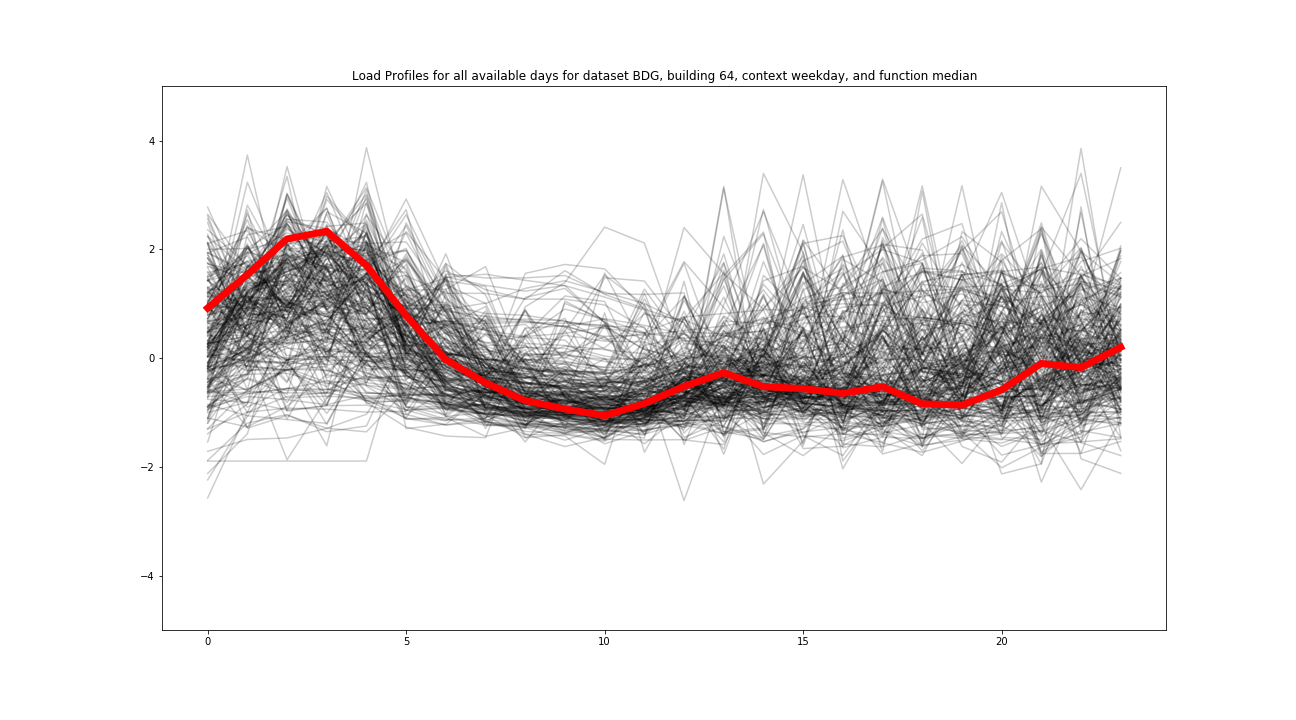 Load Profiles for all available days for dataset BDG, building 64, context weekday, and function median
4
2
0
−2
−4
0 5 10 15 20